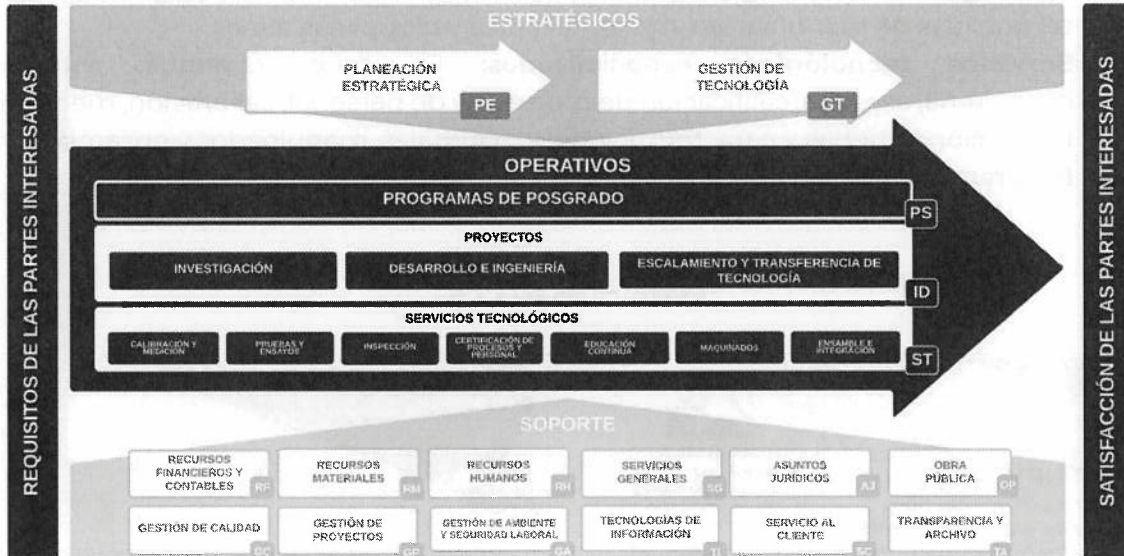 REQUISITOS DE LAS PARTES INTERESADAS
ESTRATÉGICOS
PLANEACIÓN
ESTRATÉGICA
PE
GESTIÓN DE
TECNOLOGÍA
GT
OPERATIVOS
PROGRAMAS DE POSGRADO
PS
PROYECTOS
INVESTIGACIÓN
DESARROLLO E INGENIERÍA
ESCALAMIENTO Y TRANSFERENCIA DE
TECNOLOGÍA
ID
SERVICIOS TECNOLÓGICOS
CALIBRACIÓN Y
MEDICIÓN
PRUEBAS Y
ENSAYOS
INSPECCIÓN
CERTIFICACIÓN DE
PROCESOS Y
PERSONAL
EDUCACIÓN
CONTINUA
MAQUINADOS
ENSAMBLE E
INTEGRACIÓN
ST
SOPORTE
RECURSOS
FINANCIEROS Y
CONTABLES
RF
RECURSOS
MATERIALES
RM
RECURSOS
HUMANOS
RH
SERVICIOS
GENERALES
SG
ASUNTOS
JURÍDICOS
AJ
OBRA
PÚBLICA
OP
GESTIÓN DE CALIDAD
GC
GESTIÓN DE
PROYECTOS
GP
GESTIÓN DE AMBIENTE
Y SEGURIDAD LABORAL
GA
TECNOLOGÍAS DE
INFORMACIÓN
TI
SERVICIO AL
CLIENTE
SC
TRANSPARENCIA Y
ARCHIVO
TA
SATISFACCIÓN DE LAS PARTES INTERESADAS